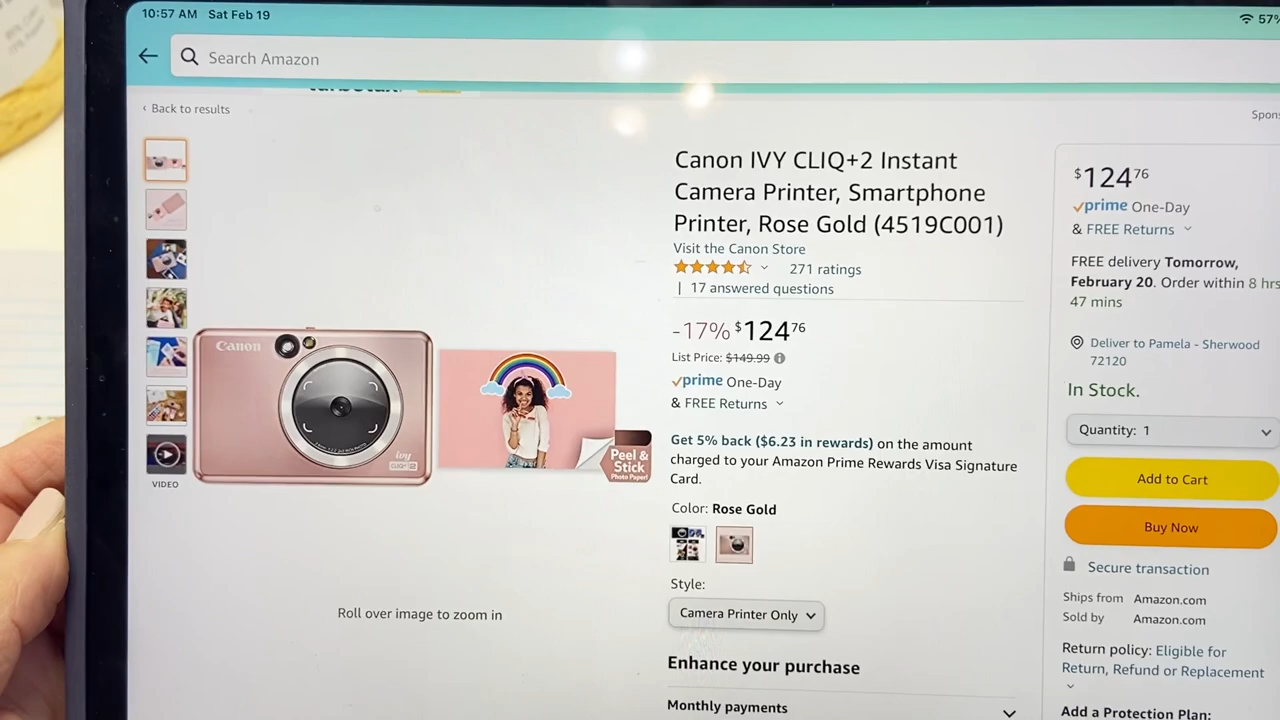 10:57 AM Sat Feb 19
57%
Search Amazon
Back to results
Canon IVY CLIQ+2 Instant
Camera Printer, Smartphone
Printer, Rose Gold (4519C001)
Visit the Canon Store
271 ratings
| 17 answered questions
-17% $124 76
List Price: $149.99
prime One-Day
& FREE Returns
Get 5% back ($6.23 in rewards) on the amount
charged to your Amazon Prime Rewards Visa Signature
Card.
Color: Rose Gold
Style:
Camera Printer Only
Enhance your purchase
Monthly payments
Canon
ivy
CLIQ+2
Peel &
Stick
Photo Paper!
VIDEO
Roll over image to zoom in
$124 76
prime One-Day
& FREE Returns
FREE delivery Tomorrow,
February 20. Order within 8 hrs
47 mins
Deliver to Pamela - Sherwood
72120
In Stock.
Quantity: 1
Add to Cart
Buy Now
Secure transaction
Ships from Amazon.com
Sold by Amazon.com
Return policy: Eligible for
Return, Refund or Replacement
Add a Protection Plan: